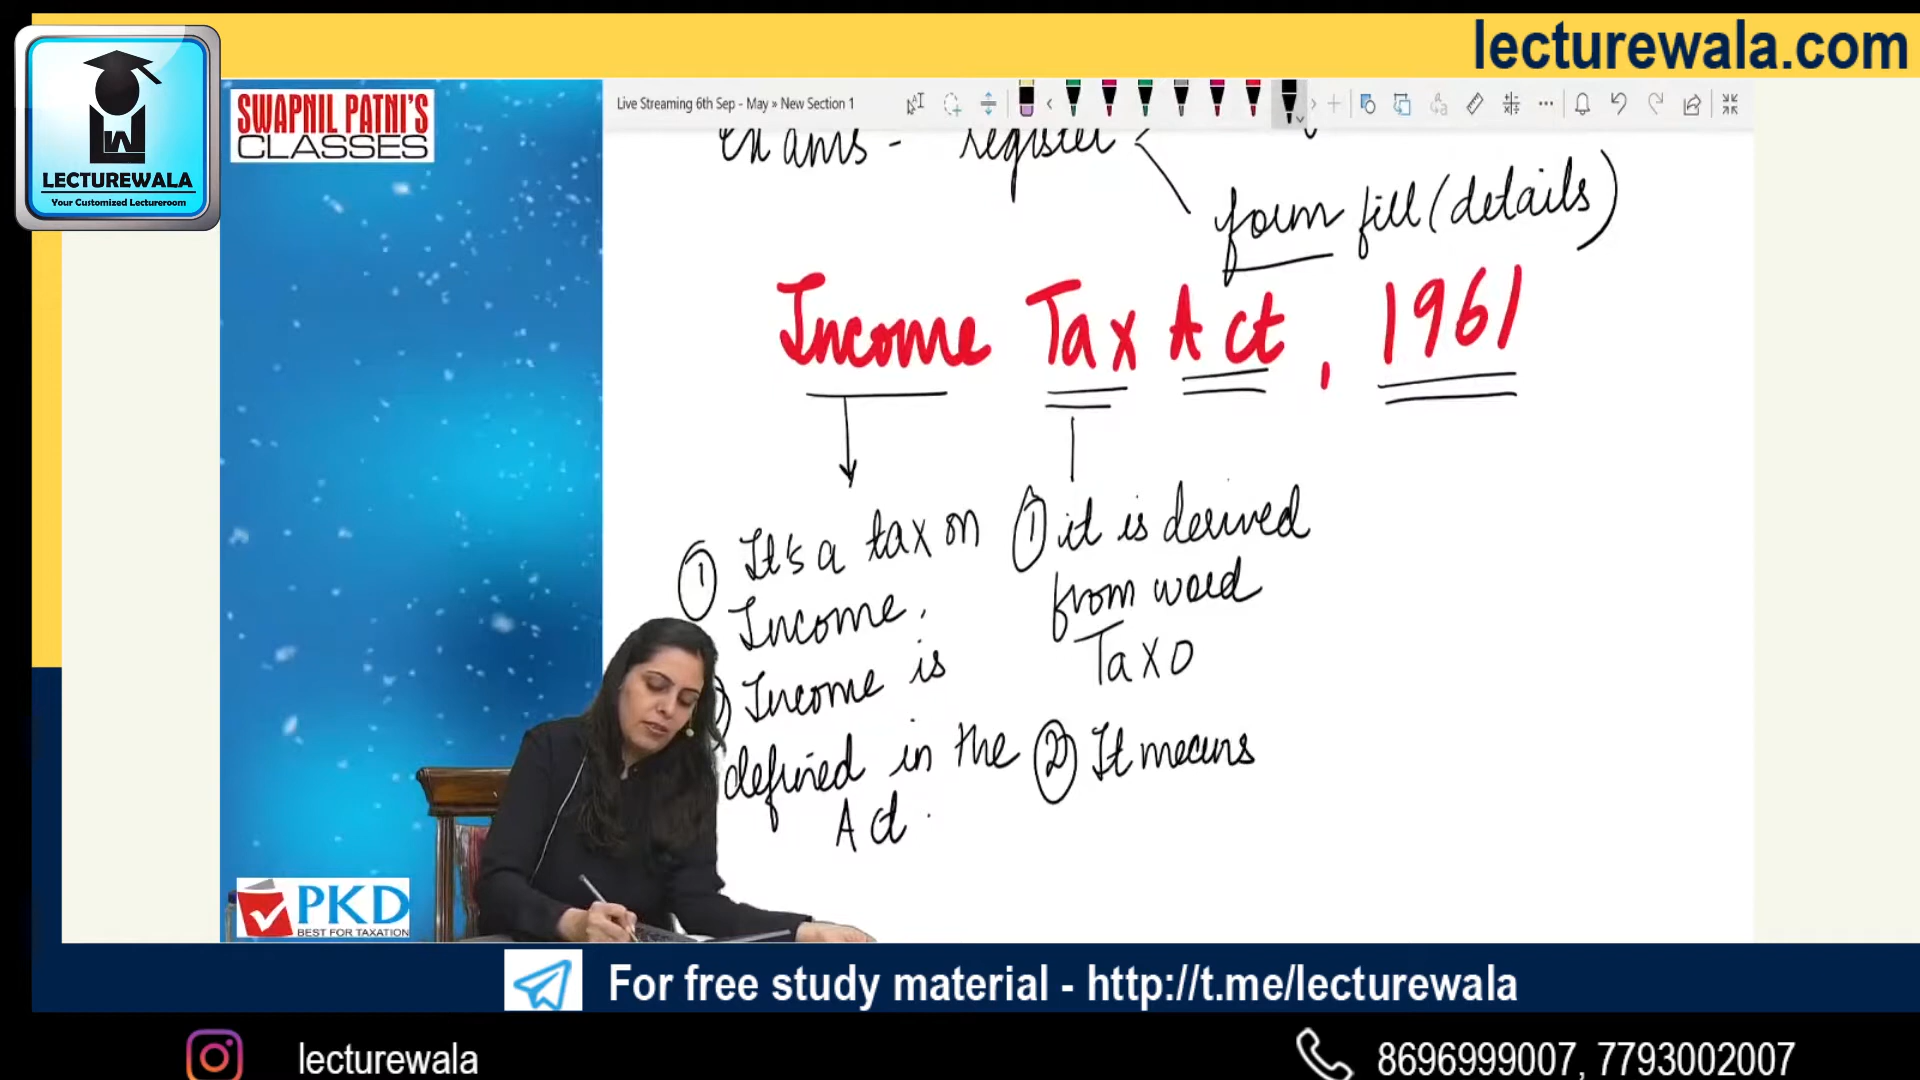 lecturewala.com
LW
LECTUREWALA
Your Customized Lectureroom
SWAPNIL PATNI'S
CLASSES
Live Streaming 6th Sep - May » New Section 1
Exams - register
form fill (details)
Income Tax Act, 1961
① It's a tax on
Income.
Income is
defined in the
Act.
① it is derived
from word
Taxo
② It means
PKD
BEST FOR TAXATION
For free study material - http://t.me/lecturewala
lecturewala
8696999007, 7793002007